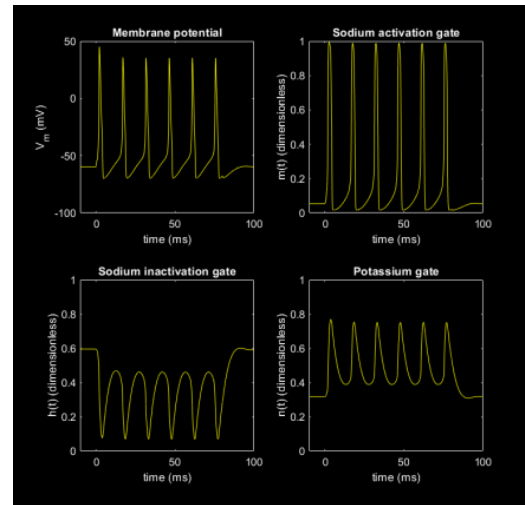 Membrane potential
50
0
-50
-100
V_m (mV)
0 50 100
time (ms)
Sodium activation gate
1
0.8
0.6
0.4
0.2
0
m(t) (dimensionless)
0 50 100
time (ms)
Sodium inactivation gate
1
0.8
0.6
0.4
0.2
0
h(t) (dimensionless)
0 50 100
time (ms)
Potassium gate
1
0.8
0.6
0.4
0.2
0
n(t) (dimensionless)
0 50 100
time (ms)